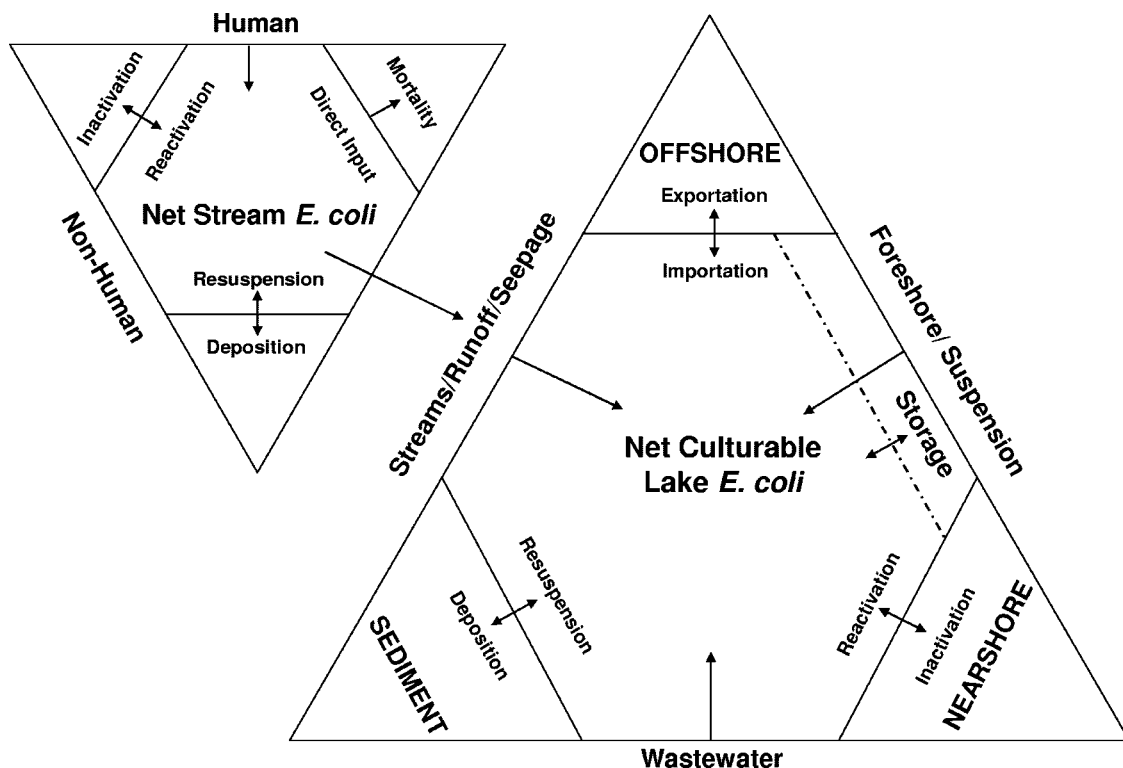 Human
Inactivation
Reactivation
Direct Input
Mortality
Net Stream E. coli
Non-Human
Resuspension
Deposition
Streams/Runoff/Seepage
OFFSHORE
Exportation
Importation
Foreshore/ Suspension
Storage
Net Culturable
Lake E. coli
SEDIMENT
Deposition
Resuspension
Reactivation
Inactivation
NEARSHORE
Wastewater